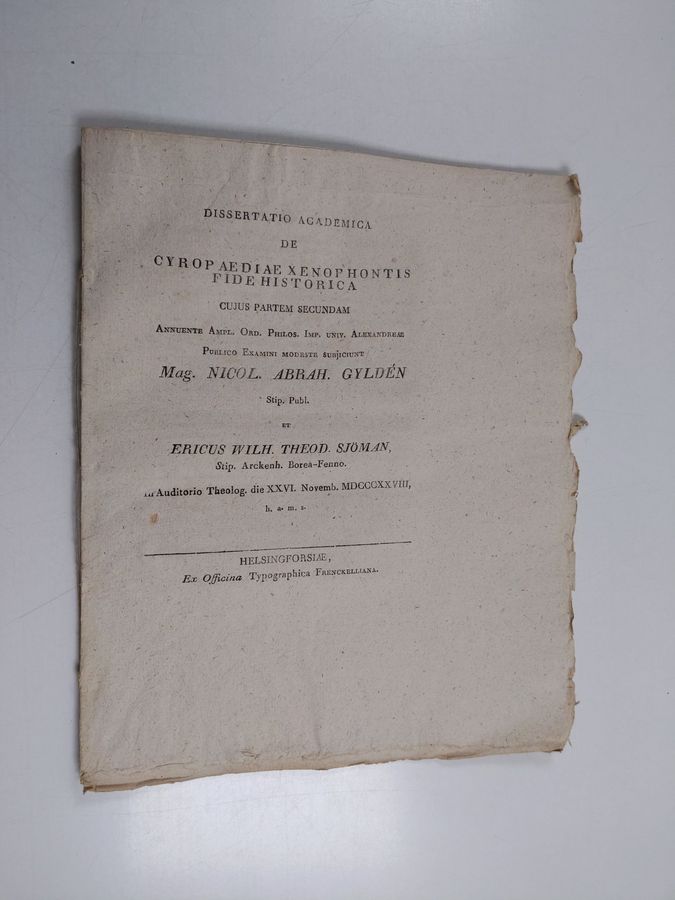 DISSERTATIO ACADEMICA
DE
CYROPAEDIAE XENOPHONTIS
FIDE HISTORICA
CUJUS PARTEM SECUNDAM
ANNUENTE AMPL. ORD. PHILOS. IMP. UNIV. ALEXANDREAE
PUBLICO EXAMINI MODESTE SUBJICIUNT
Mag. NICOL. ABRAH. GYLDÉN
Stip. Publ.
ET
ERICUS WILH. THEOD. SJÖMAN,
Stip. Arckenh. Borea-Fenno.
In Auditorio Theolog. die XXVI. Novemb. MDCCCXXVIII,
h. a. m. s.
HELSINGFORSIÆ,
Ex Officina Typographica FRENCKELLIANA.